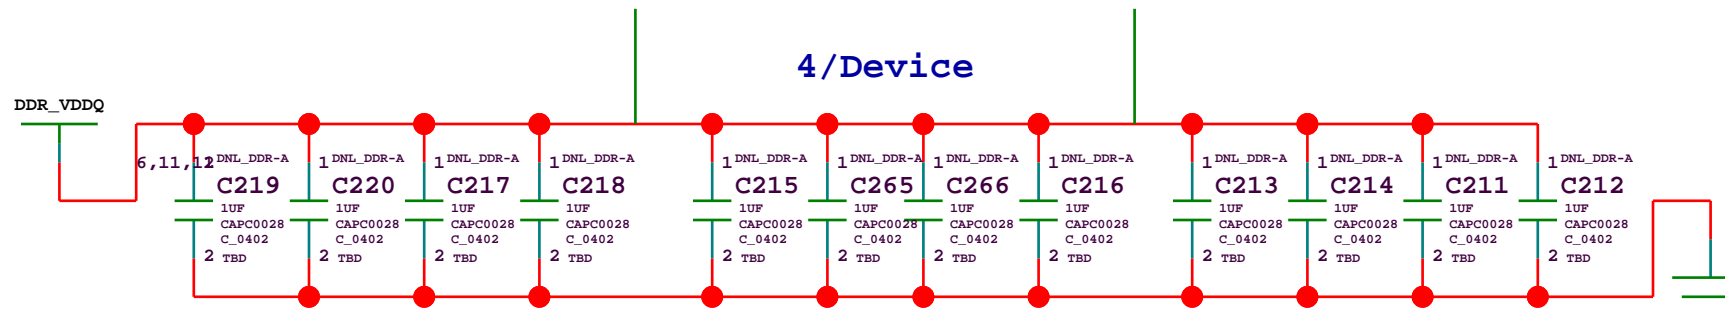 4/Device
DDR_VDDQ
6,11,12
1 DNL_DDR-A
C219
1UF
CAPC0028
C_0402
2 TBD
1 DNL_DDR-A
C220
1UF
CAPC0028
C_0402
2 TBD
1 DNL_DDR-A
C217
1UF
CAPC0028
C_0402
2 TBD
1 DNL_DDR-A
C218
1UF
CAPC0028
C_0402
2 TBD
1 DNL_DDR-A
C215
1UF
CAPC0028
C_0402
2 TBD
1 DNL_DDR-A
C265
1UF
CAPC0028
C_0402
2 TBD
1 DNL_DDR-A
C266
1UF
CAPC0028
C_0402
2 TBD
1 DNL_DDR-A
C216
1UF
CAPC0028
C_0402
2 TBD
1 DNL_DDR-A
C213
1UF
CAPC0028
C_0402
2 TBD
1 DNL_DDR-A
C214
1UF
CAPC0028
C_0402
2 TBD
1 DNL_DDR-A
C211
1UF
CAPC0028
C_0402
2 TBD
1 DNL_DDR-A
C212
1UF
CAPC0028
C_0402
2 TBD